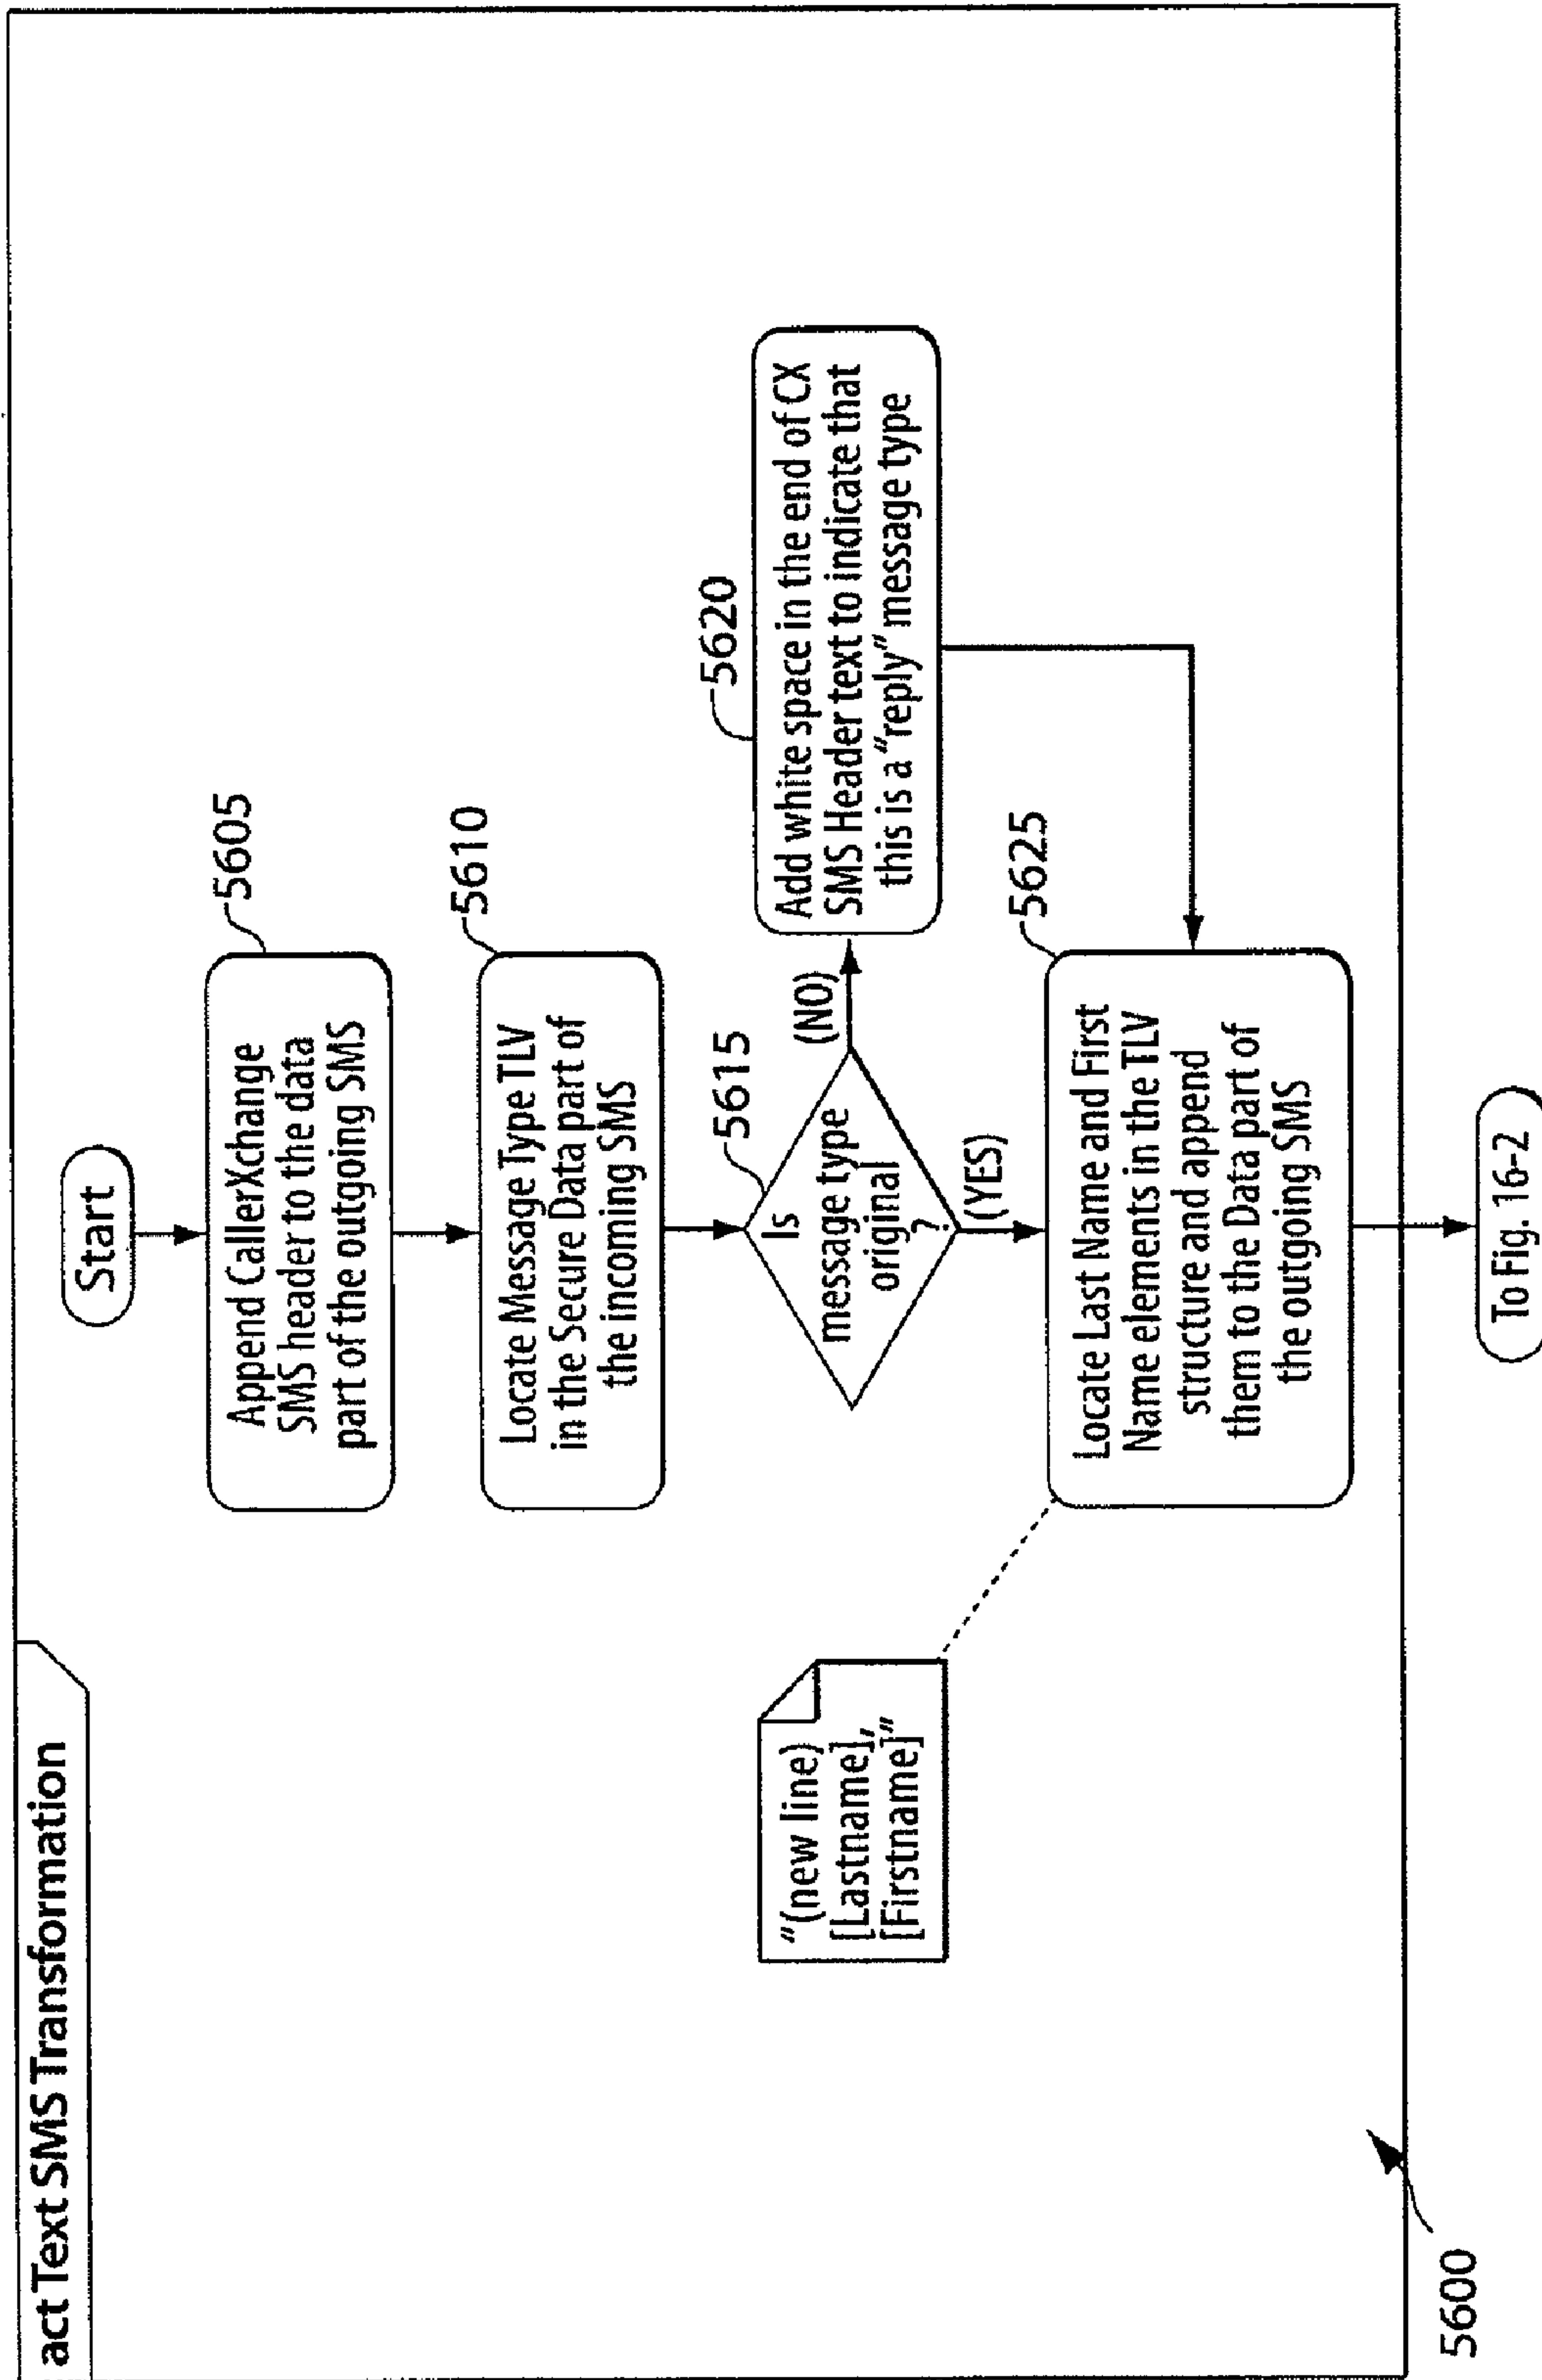 act Text SMS Transformation
Start
5605
Append CallerXchange
SMS header to the data
part of the outgoing SMS
5610
Locate Message Type TLV
in the Secure Data part of
the incoming SMS
5615
Is
message type
original
?
(NO)
(YES)
5620
Add white space in the end of CX
SMS Header text to indicate that
this is a "reply" message type
"(new line)
[Lastname],
[Firstname]"
5625
Locate Last Name and First
Name elements in the TLV
structure and append
them to the Data part of
the outgoing SMS
To Fig. 16-2
5600